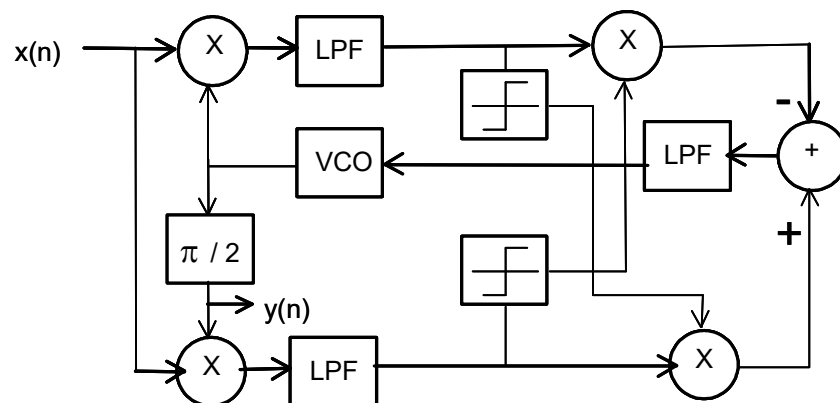 x(n)
X
LPF
X
-
VCO
LPF
+
π / 2
+
y(n)
X
LPF
X